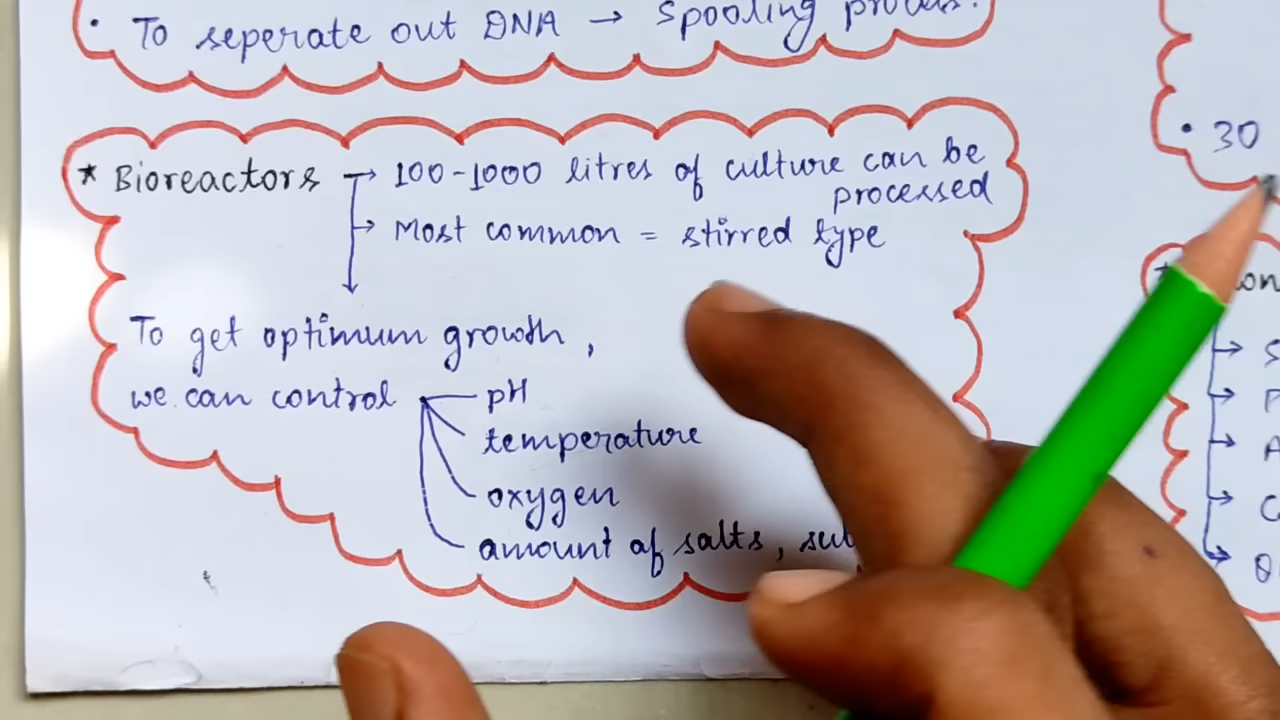 • To seperate out DNA → Spooling process.
* Bioreactors → 100-1000 litres of culture can be
processed
→ Most common = stirred type
To get optimum growth,
we can control
pH
temperature
oxygen
amount of salts,
• 30